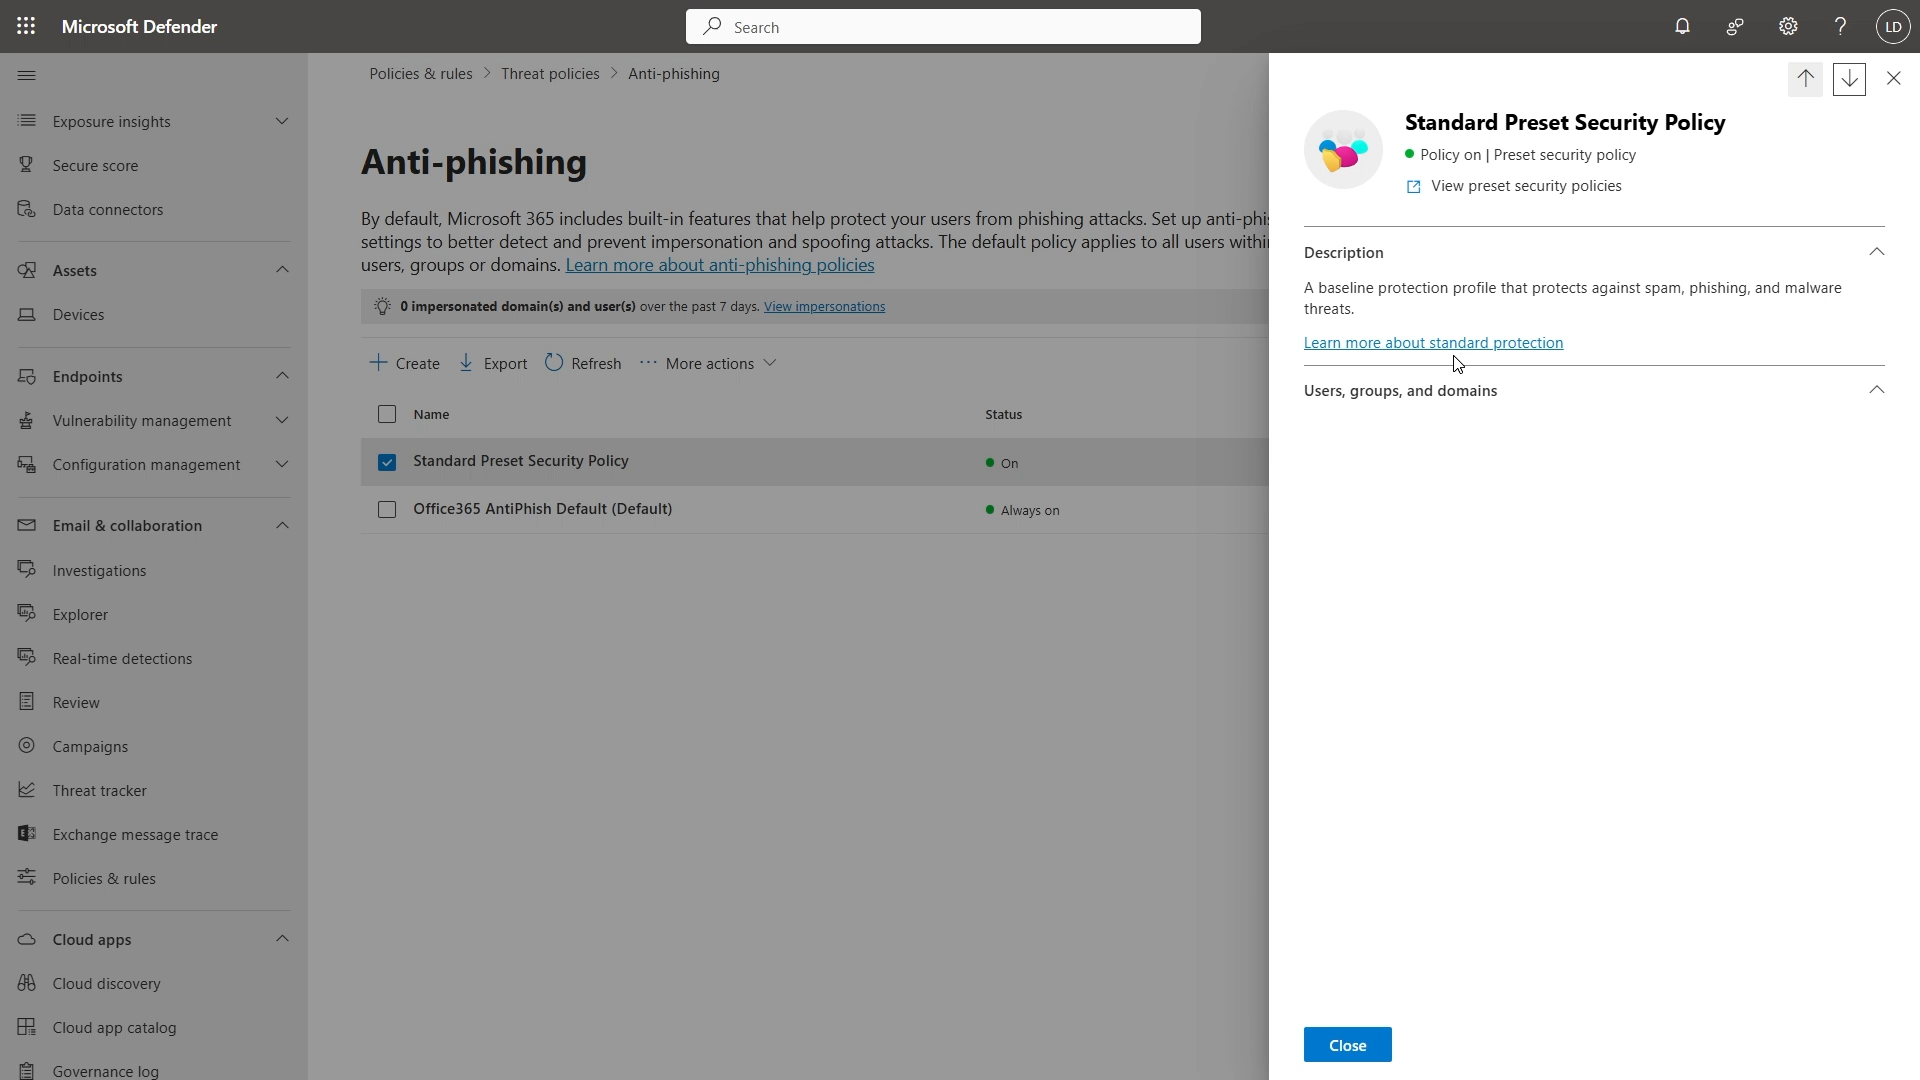 Microsoft Defender
Search
LD
Exposure insights
Secure score
Data connectors
Assets
Devices
Endpoints
Vulnerability management
Configuration management
Email & collaboration
Investigations
Explorer
Real-time detections
Review
Campaigns
Threat tracker
Exchange message trace
Policies & rules
Cloud apps
Cloud discovery
Cloud app catalog
Governance log
Policies & rules > Threat policies > Anti-phishing
Anti-phishing
By default, Microsoft 365 includes built-in features that help protect your users from phishing attacks. Set up anti-phi
settings to better detect and prevent impersonation and spoofing attacks. The default policy applies to all users withi
users, groups or domains. Learn more about anti-phishing policies
0 impersonated domain(s) and user(s) over the past 7 days. View impersonations
Create Export Refresh ··· More actions
Name Status
Standard Preset Security Policy On
Office365 AntiPhish Default (Default) Always on
Standard Preset Security Policy
Policy on | Preset security policy
View preset security policies
Description
A baseline protection profile that protects against spam, phishing, and malware
threats.
Learn more about standard protection
Users, groups, and domains
Close